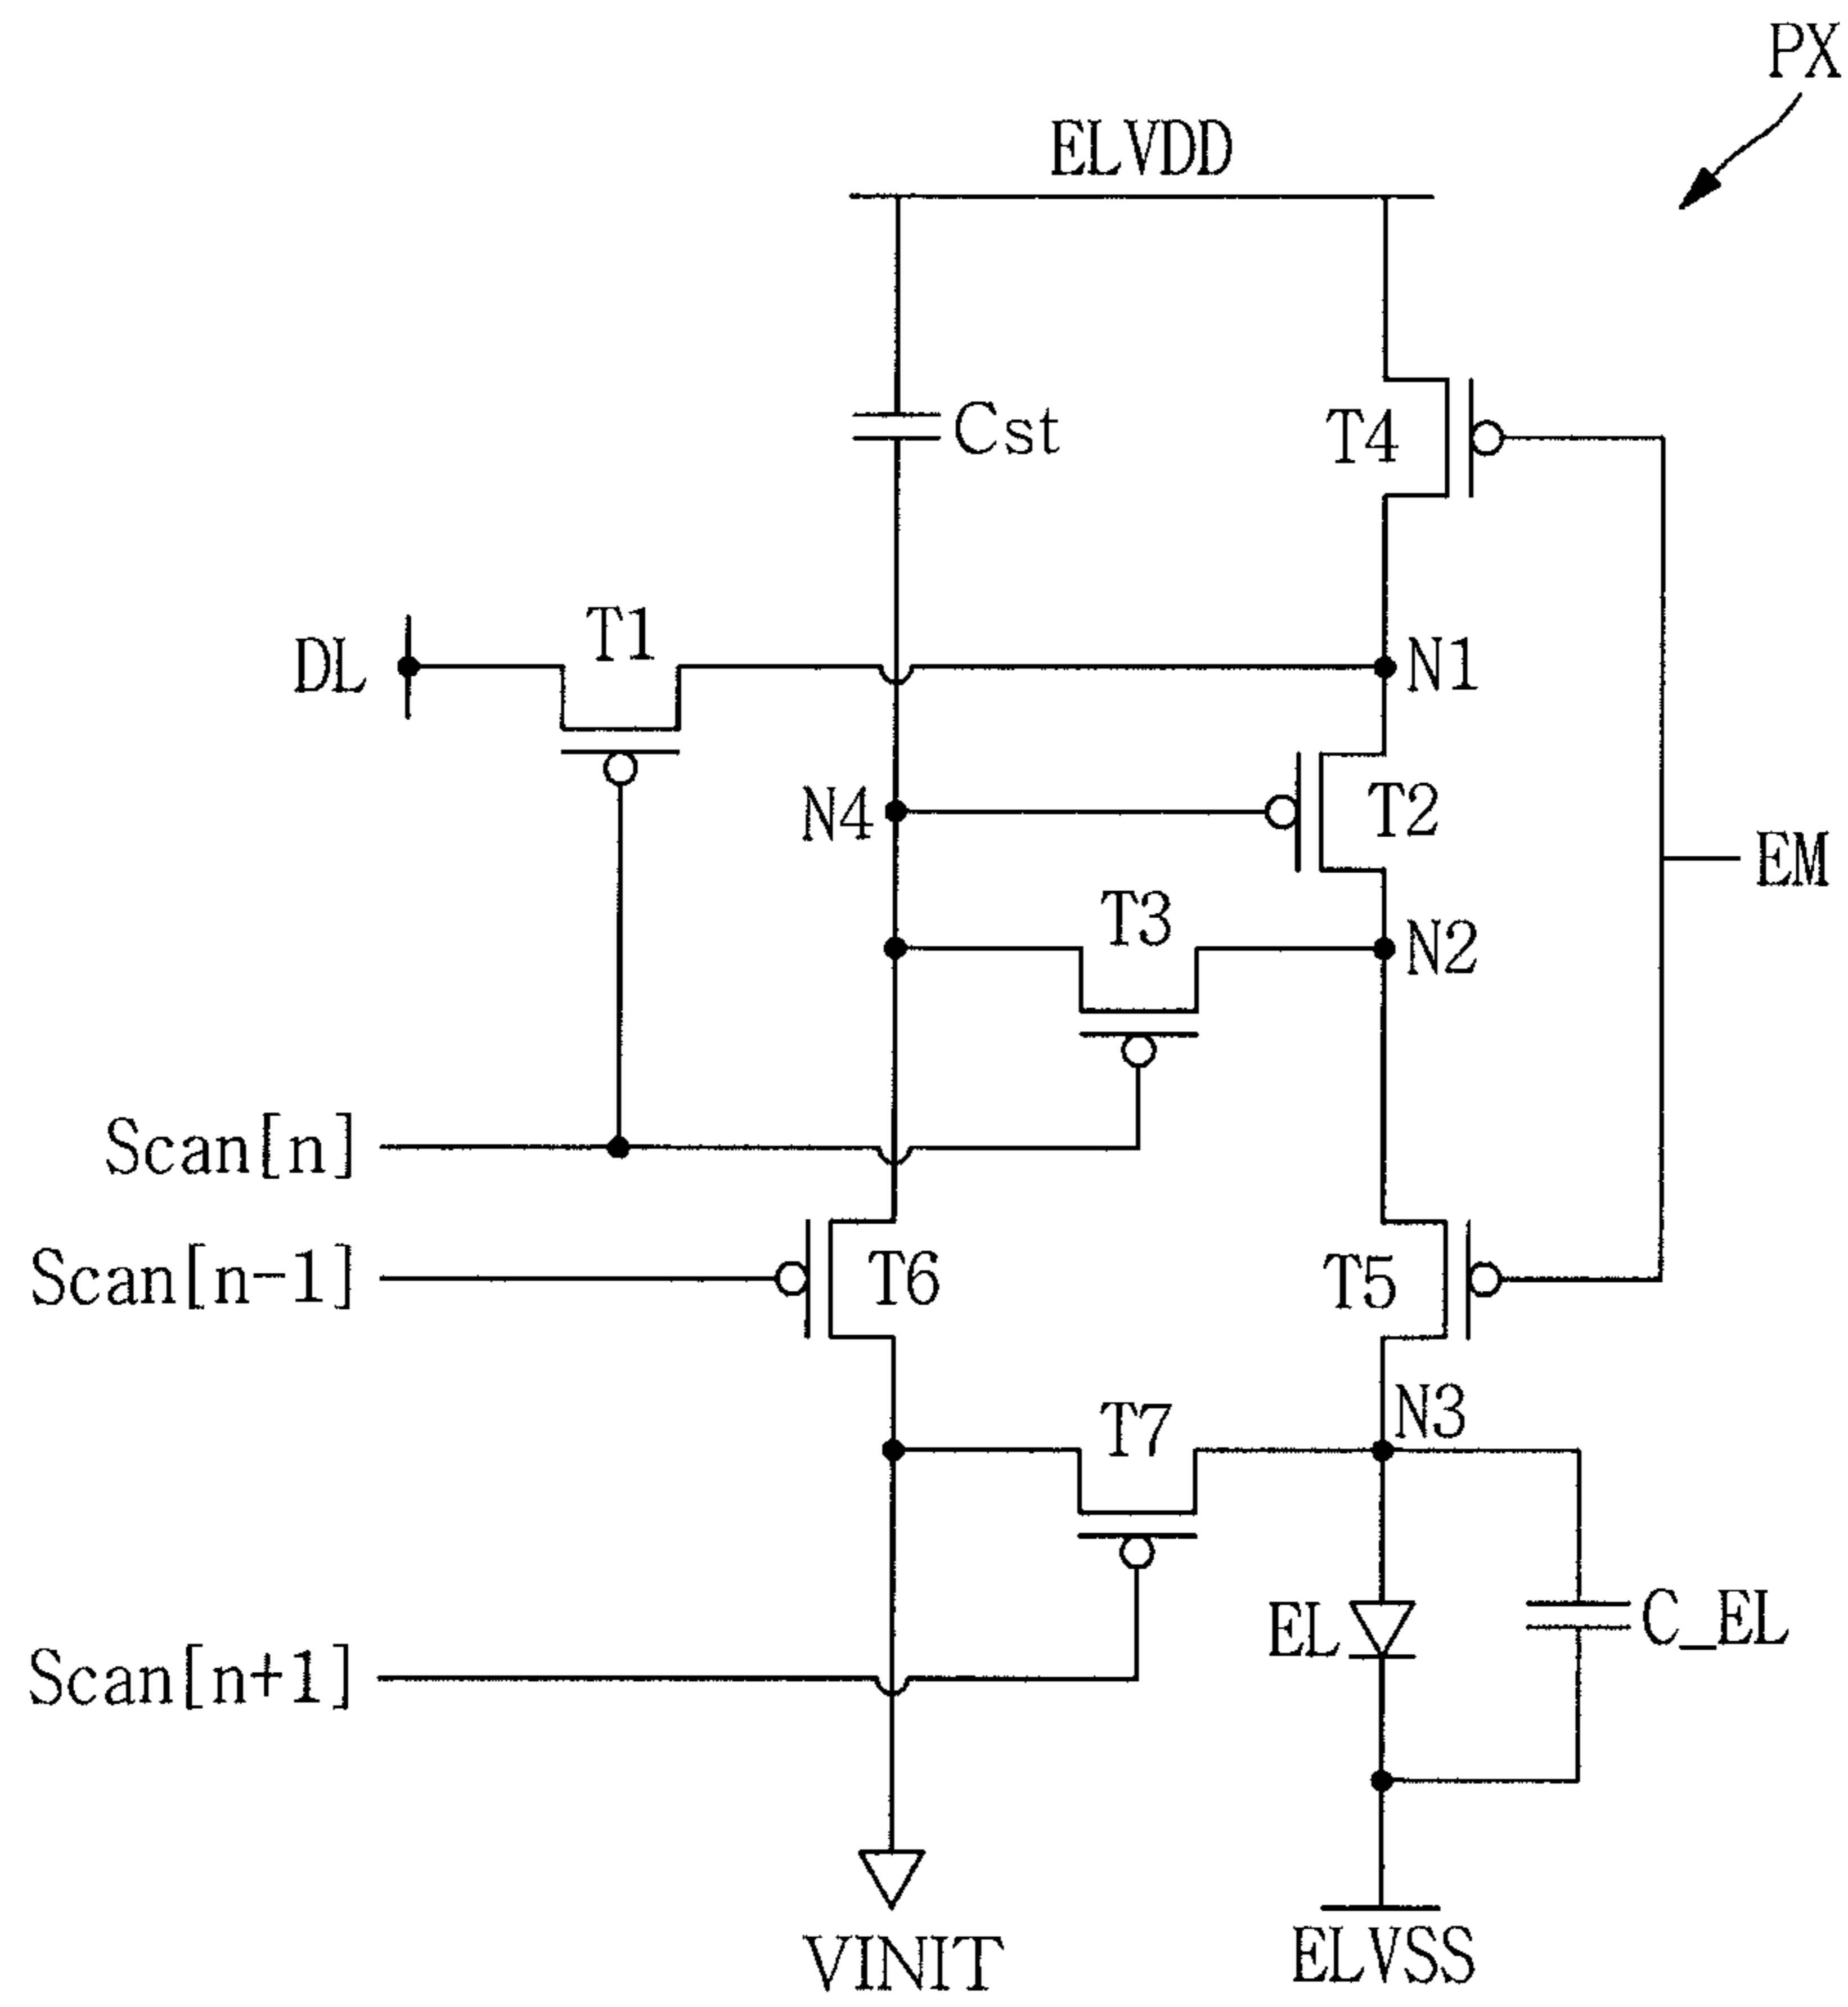 PX
ELVDD
Cst
T4
T1
DL
N1
N4
T2
EM
T3
N2
Scan[n]
Scan[n-1]
T6
T5
N3
T7
EL
C_EL
Scan[n+1]
VINIT
ELVSS